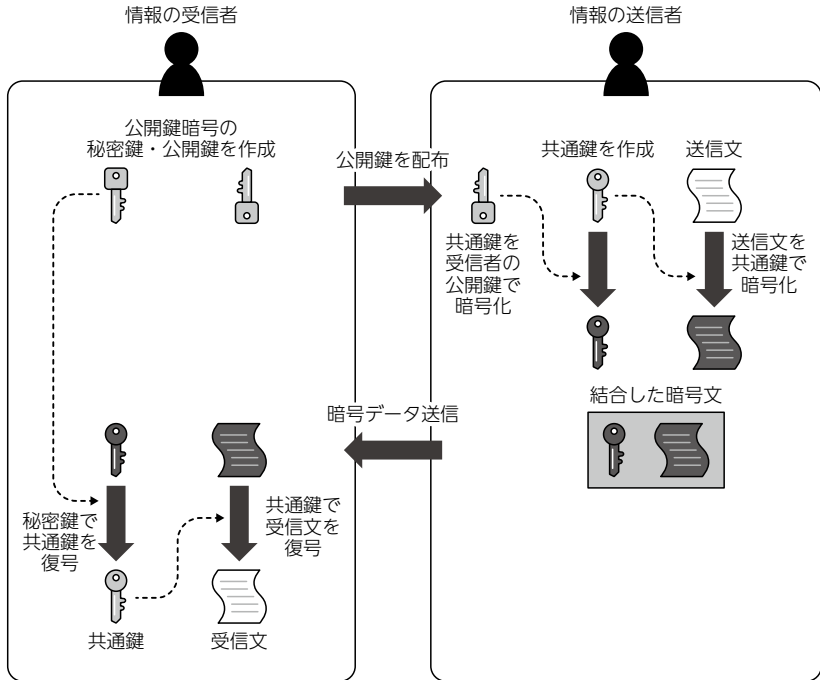 情報の受信者
情報の送信者
公開鍵暗号の
秘密鍵・公開鍵を作成
公開鍵を配布
共通鍵を作成
送信文
共通鍵を
受信者の
公開鍵で
暗号化
送信文を
共通鍵で
暗号化
結合した暗号文
暗号データ送信
秘密鍵で
共通鍵を
復号
共通鍵で
受信文を
復号
共通鍵
受信文